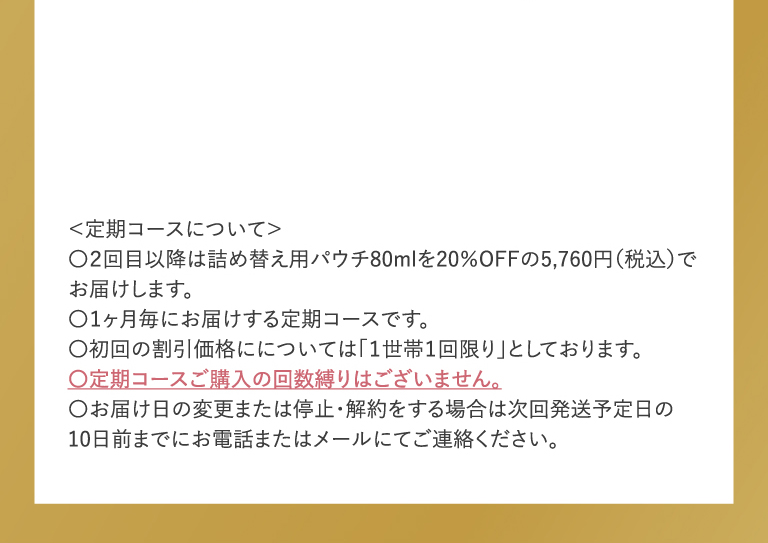 <定期コースについて>
〇2回目以降は詰め替え用パウチ80mlを20%OFFの5,760円(税込)で
お届けします。
〇1ヶ月毎にお届けする定期コースです。
〇初回の割引価格ににについては「1世帯1回限り」としております。
〇定期コースご購入の回数縛りはございません。
〇お届け日の変更または停止・解約をする場合は次回発送予定日の
10日前までにお電話またはメールにてご連絡ください。